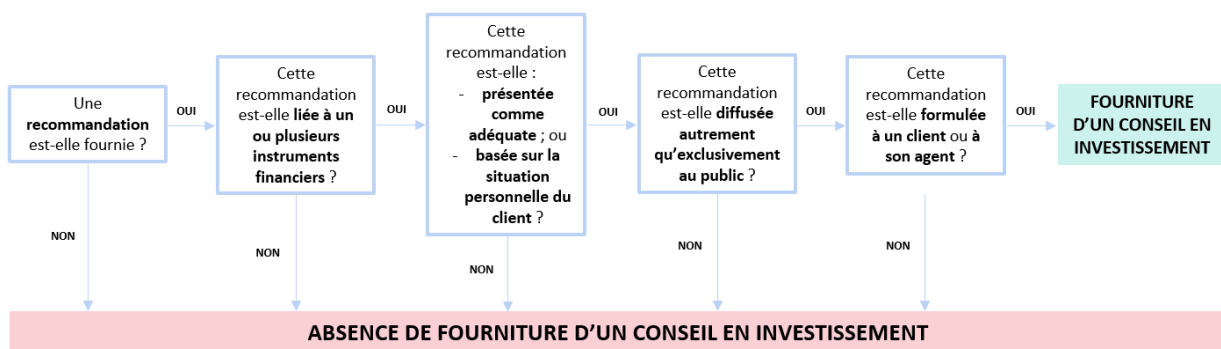 Une
recommandation
est-elle fournie ?
OUI
NON
Cette
recommandation
est-elle liée à un
ou plusieurs
instruments
financiers ?
OUI
NON
Cette
recommandation
est-elle :
- présentée
comme
adéquate ; ou
- basée sur la
situation
personnelle du
client ?
OUI
NON
Cette
recommandation
est-elle diffusée
autrement
qu’exclusivement
au public ?
OUI
NON
Cette
recommandation
est-elle formulée
à un client ou à
son agent ?
OUI
NON
FOURNITURE
D’UN CONSEIL EN
INVESTISSEMENT
ABSENCE DE FOURNITURE D’UN CONSEIL EN INVESTISSEMENT